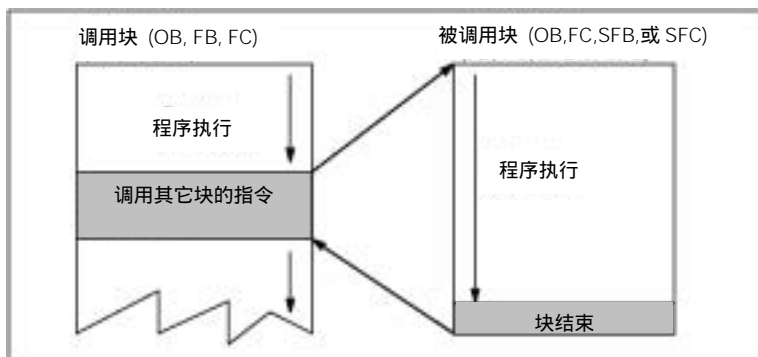 调用块 (OB, FB, FC)
被调用块 (OB,FC,SFB,或 SFC)
程序执行
调用其它块的指令
程序执行
块结束